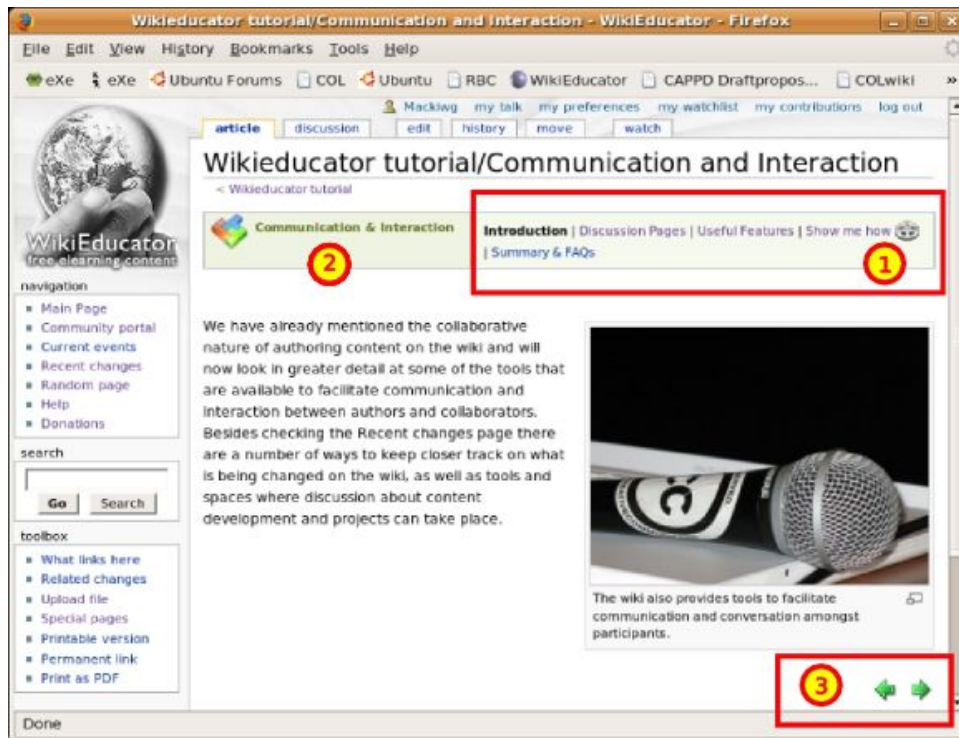 Wikieducator tutorial/Communication and Interaction - WikiEducator - Firefox
File Edit View History Bookmarks Tools Help
eXe eXe Ubuntu Forums COL Ubuntu RBC WikiEducator CAPPD Draftpropos... COLwiki »
Mackiwg my talk my preferences my watchlist my contributions log out
article discussion edit history move watch
Wikieducator tutorial/Communication and Interaction
< Wikieducator tutorial
Communication & Interaction
2
Introduction | Discussion Pages | Useful Features | Show me how
| Summary & FAQs
1
WikiEducator
free elearning content
navigation
Main Page
Community portal
Current events
Recent changes
Random page
Help
Donations
search
Go Search
toolbox
What links here
Related changes
Upload file
Special pages
Printable version
Permanent link
Print as PDF
We have already mentioned the collaborative
nature of authoring content on the wiki and will
now look in greater detail at some of the tools that
are available to facilitate communication and
interaction between authors and collaborators.
Besides checking the Recent changes page there
are a number of ways to keep closer track on what
is being changed on the wiki, as well as tools and
spaces where discussion about content
development and projects can take place.
The wiki also provides tools to facilitate
communication and conversation amongst
participants.
3
Done